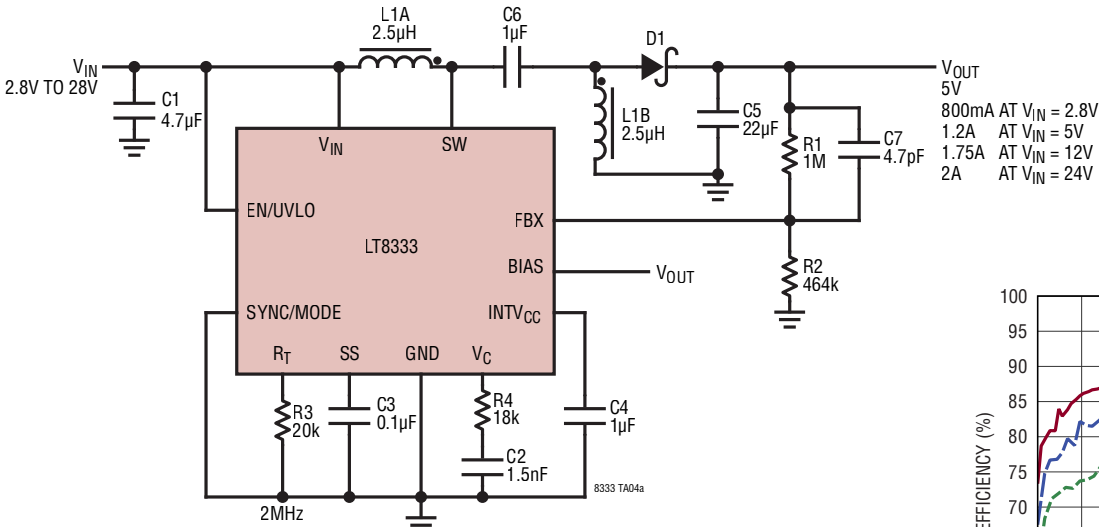 L1A
2.5µH
C6
1µF
D1
VIN
2.8V TO 28V
C1
4.7µF
L1B
2.5µH
C5
22µF
R1
1M
C7
4.7pF
VOUT
5V
800mA AT VIN = 2.8V
1.2A AT VIN = 5V
1.75A AT VIN = 12V
2A AT VIN = 24V
VIN
SW
EN/UVLO
FBX
LT8333
BIAS
VOUT
R2
464k
SYNC/MODE
INTVCC
RT
SS
GND
VC
R3
20k
C3
0.1µF
R4
18k
C2
1.5nF
C4
1µF
8333 TA04a
2MHz
100
95
90
85
80
75
70
EFFICIENCY (%)